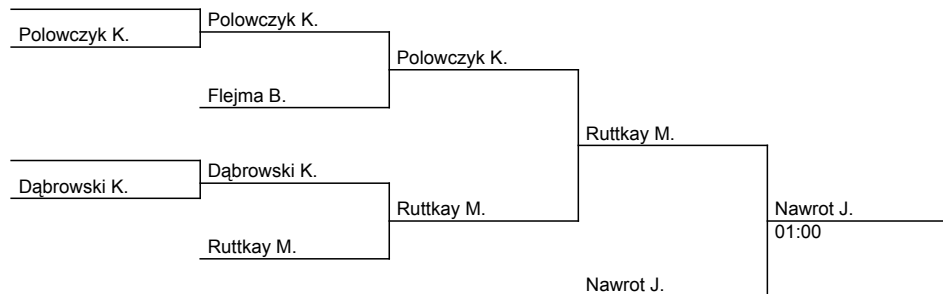 Polowczyk K.
Polowczyk K.
Polowczyk K.
Flejma B.
Ruttkay M.
Dąbrowski K.
Dąbrowski K.
Ruttkay M.
Nawrot J.
01:00
Ruttkay M.
Nawrot J.